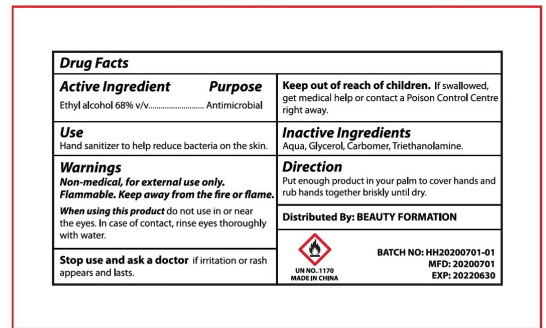 Drug Facts
Active Ingredient Purpose
Ethyl alcohol 68% v/v.......................... Antimicrobial
Use
Hand sanitizer to help reduce bacteria on the skin.
Warnings
Non-medical, for external use only.
Flammable. Keep away from the fire or flame.
When using this product do not use in or near
the eyes. In case of contact, rinse eyes thoroughly
with water.
Stop use and ask a doctor if irritation or rash
appears and lasts.
Keep out of reach of children. If swallowed,
get medical help or contact a Poison Control Centre
right away.
Inactive Ingredients
Aqua, Glycerol, Carbomer, Triethanolamine.
Direction
Put enough product in your palm to cover hands and
rub hands together briskly until dry.
Distributed By: BEAUTY FORMATION
UN NO..1170
MADE IN CHINA
BATCH NO: HH20200701-01
MFD: 20200701
EXP: 20220630